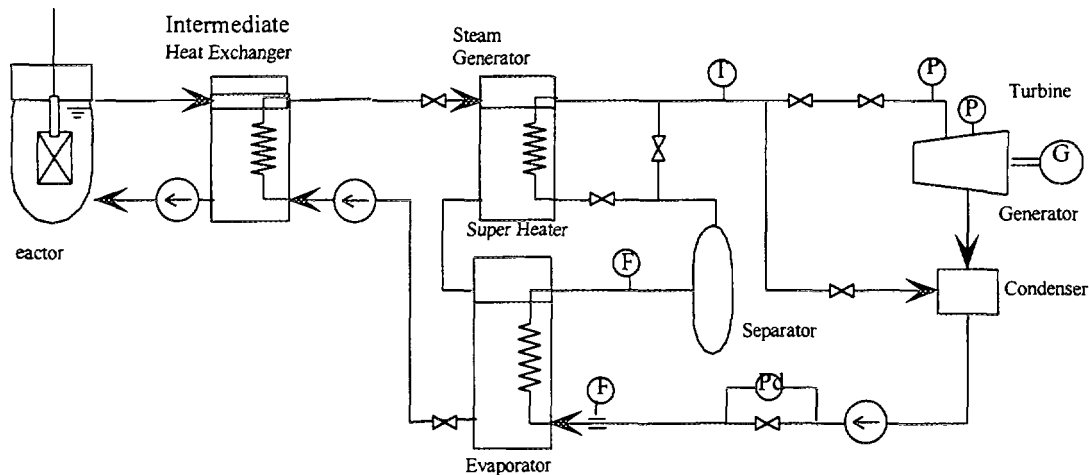 Intermediate
Heat Exchanger
Steam
Generator
T
P
P
Turbine
G
Generator
eactor
Super Heater
F
Separator
Condenser
Pd
F
Evaporator